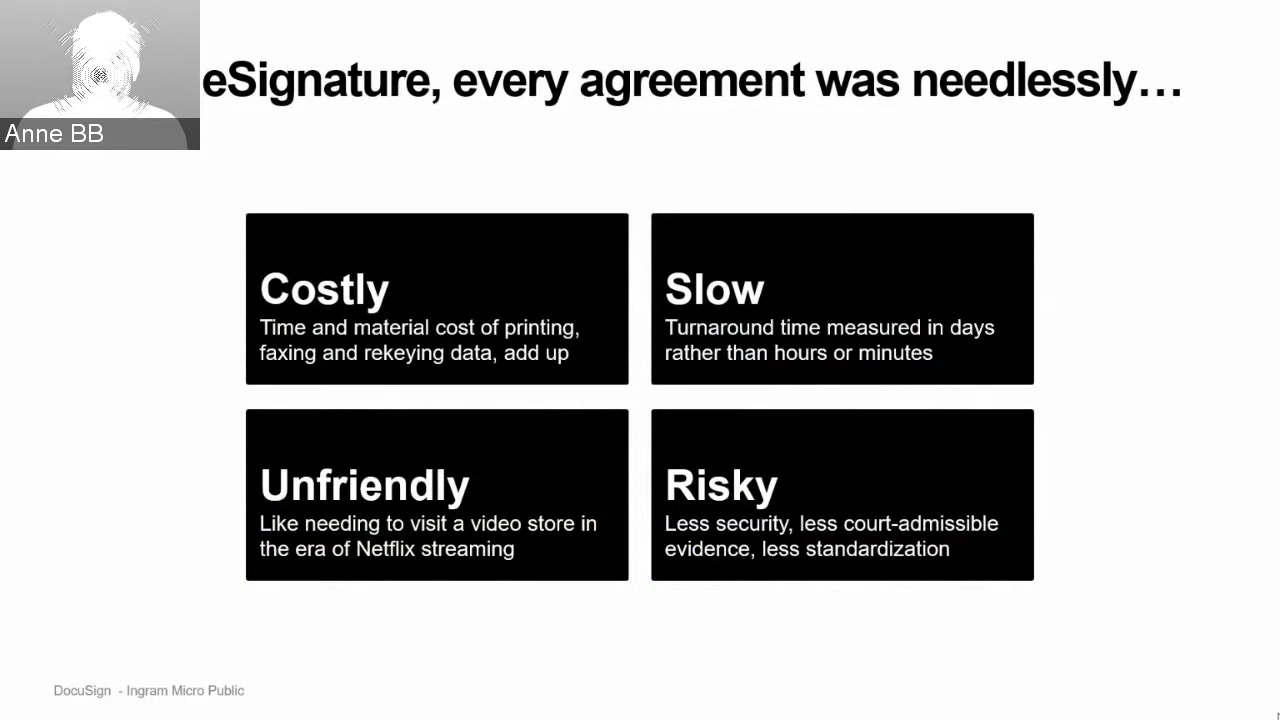 eSignature, every agreement was needlessly…
Anne BB
Costly
Time and material cost of printing,
faxing and rekeying data, add up
Slow
Turnaround time measured in days
rather than hours or minutes
Unfriendly
Like needing to visit a video store in
the era of Netflix streaming
Risky
Less security, less court-admissible
evidence, less standardization
DocuSign - Ingram Micro Public